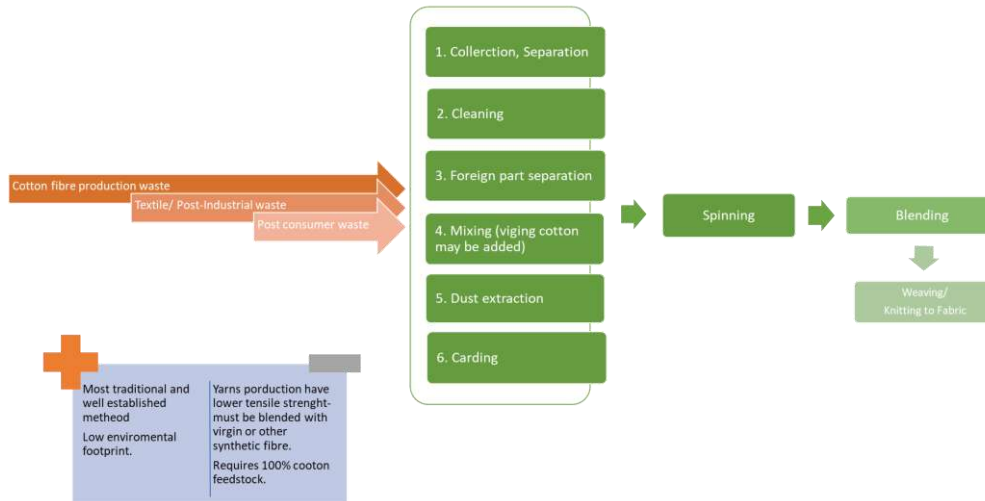 1. Collerction, Separation
2. Cleaning
3. Foreign part separation
4. Mixing (viging cotton
may be added)
5. Dust extraction
6. Carding
Cotton fibre production waste
Textile/ Post-Industrial waste
Post consumer waste
Spinning
Blending
Weaving/
Knitting to Fabric
Most traditional and
well established
metheod
Low enviromental
footprint.
Yarns porduction have
lower tensile strenght-
must be blended with
virgin or other
synthetic fibre.
Requires 100% cooton
feedstock.